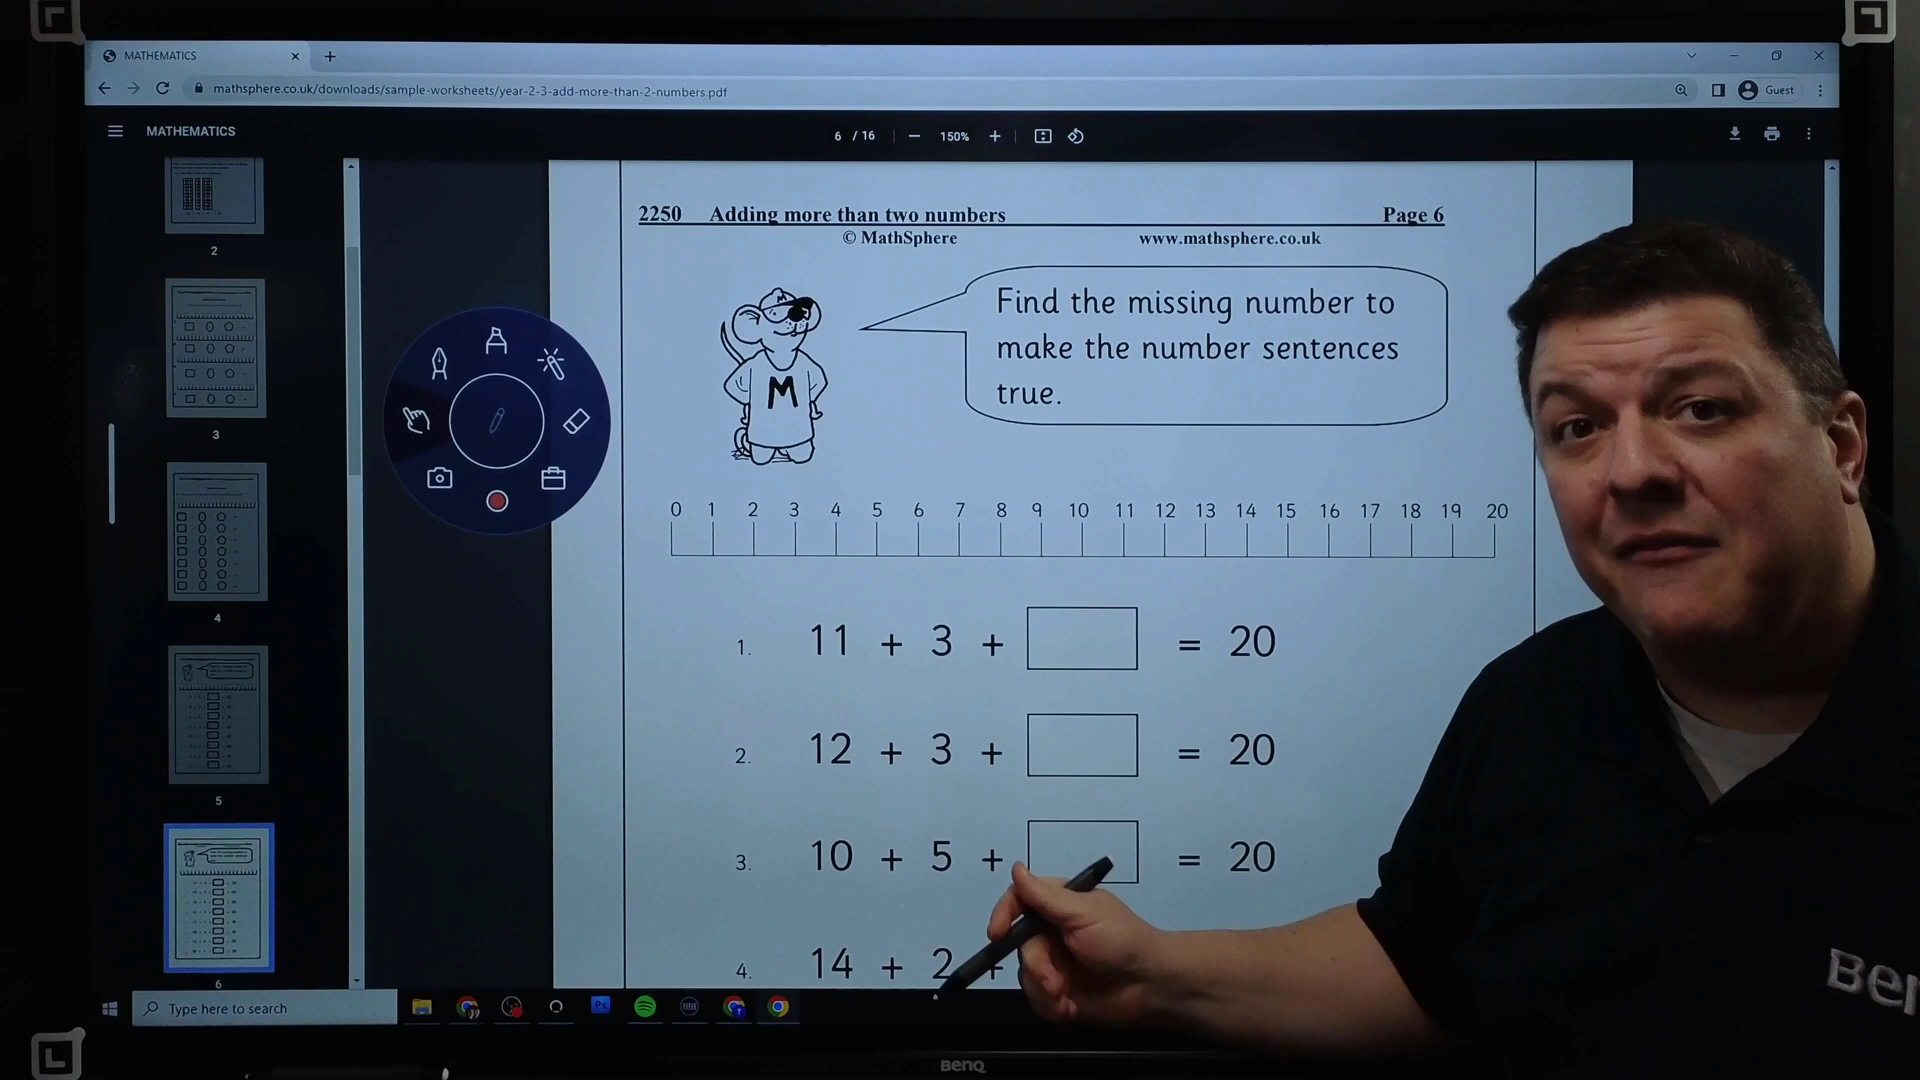 MATHEMATICS
mathsphere.co.uk/downloads/sample-worksheets/year-2-3-add-more-than-2-numbers.pdf
Guest
MATHEMATICS
6 / 16
150%
2
3
4
5
6
2250 Adding more than two numbers Page 6
© MathSphere www.mathsphere.co.uk
M
M
Find the missing number to
make the number sentences
true.
0 1 2 3 4 5 6 7 8 9 10 11 12 13 14 15 16 17 18 19 20
1. 11 + 3 + = 20
2. 12 + 3 + = 20
3. 10 + 5 + = 20
4. 14 + 2 +
Type here to search
Ps
T
BenQ
Ben